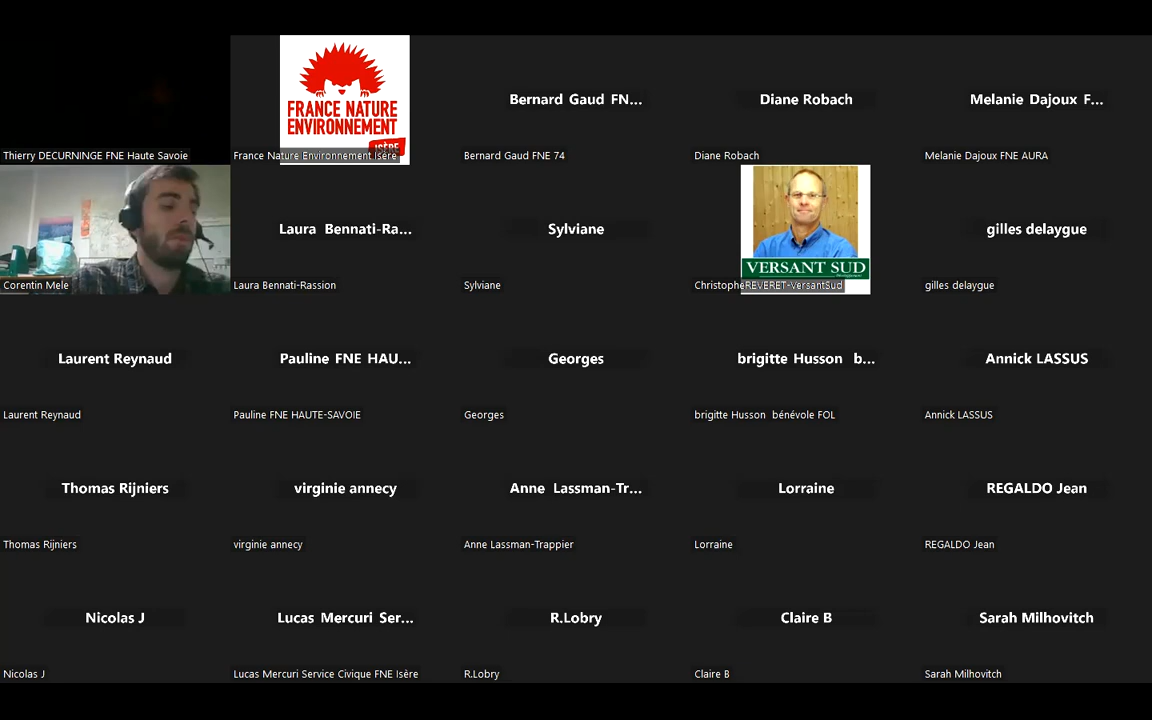 FRANCE NATURE
ENVIRONNEMENT
ISÈRE
Bernard Gaud FN...
Diane Robach
Melanie Dajoux F...
Thierry DECURNINGE FNE Haute Savoie
France Nature Environnement Isère
Bernard Gaud FNE 74
Diane Robach
Melanie Dajoux FNE AURA
Laura Bennati-Ra...
Sylviane
VERSANT SUD
gilles delaygue
Corentin Mele
Laura Bennati-Rassion
Sylviane
ChristopheREVERET-VersantSud
gilles delaygue
Laurent Reynaud
Pauline FNE HAU...
Georges
brigitte Husson b...
Annick LASSUS
Laurent Reynaud
Pauline FNE HAUTE-SAVOIE
Georges
brigitte Husson bénévole FOL
Annick LASSUS
Thomas Rijniers
virginie annecy
Anne Lassman-Tr...
Lorraine
REGALDO Jean
Thomas Rijniers
virginie annecy
Anne Lassman-Trappier
Lorraine
REGALDO Jean
Nicolas J
Lucas Mercuri Ser...
R.Lobry
Claire B
Sarah Milhovitch
Nicolas J
Lucas Mercuri Service Civique FNE Isère
R.Lobry
Claire B
Sarah Milhovitch